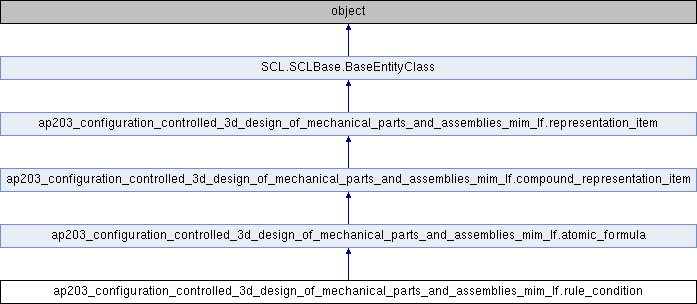 object
SCL.SCLBase.BaseEntityClass
ap203_configuration_controlled_3d_design_of_mechanical_parts_and_assemblies_mim_lf.representation_item
ap203_configuration_controlled_3d_design_of_mechanical_parts_and_assemblies_mim_lf.compound_representation_item
ap203_configuration_controlled_3d_design_of_mechanical_parts_and_assemblies_mim_lf.atomic_formula
ap203_configuration_controlled_3d_design_of_mechanical_parts_and_assemblies_mim_lf.rule_condition